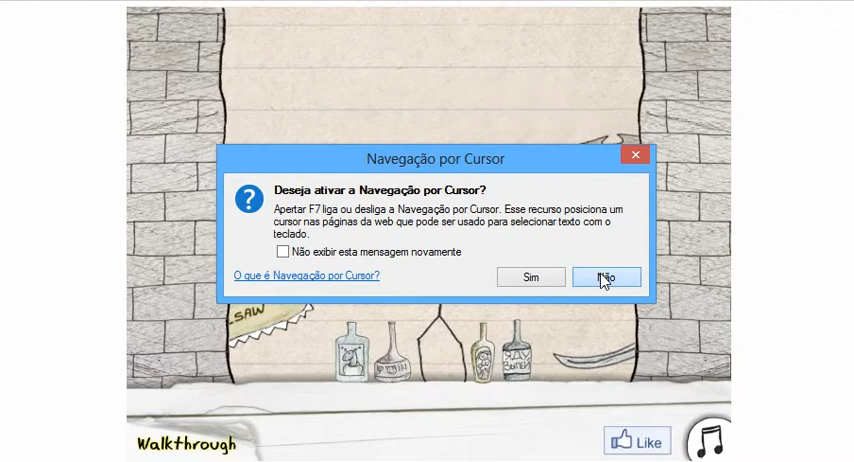 Navegação por Cursor
Deseja ativar a Navegação por Cursor?
Apertar F7 liga ou desliga a Navegação por Cursor. Esse recurso posiciona um
cursor nas páginas da web que pode ser usado para selecionar texto com o
teclado.
Não exibir esta mensagem novamente
O que é Navegação por Cursor?
Sim
Não
SAW
ЯДУ
ЗЫПЕЙ
Walkthrough
Like